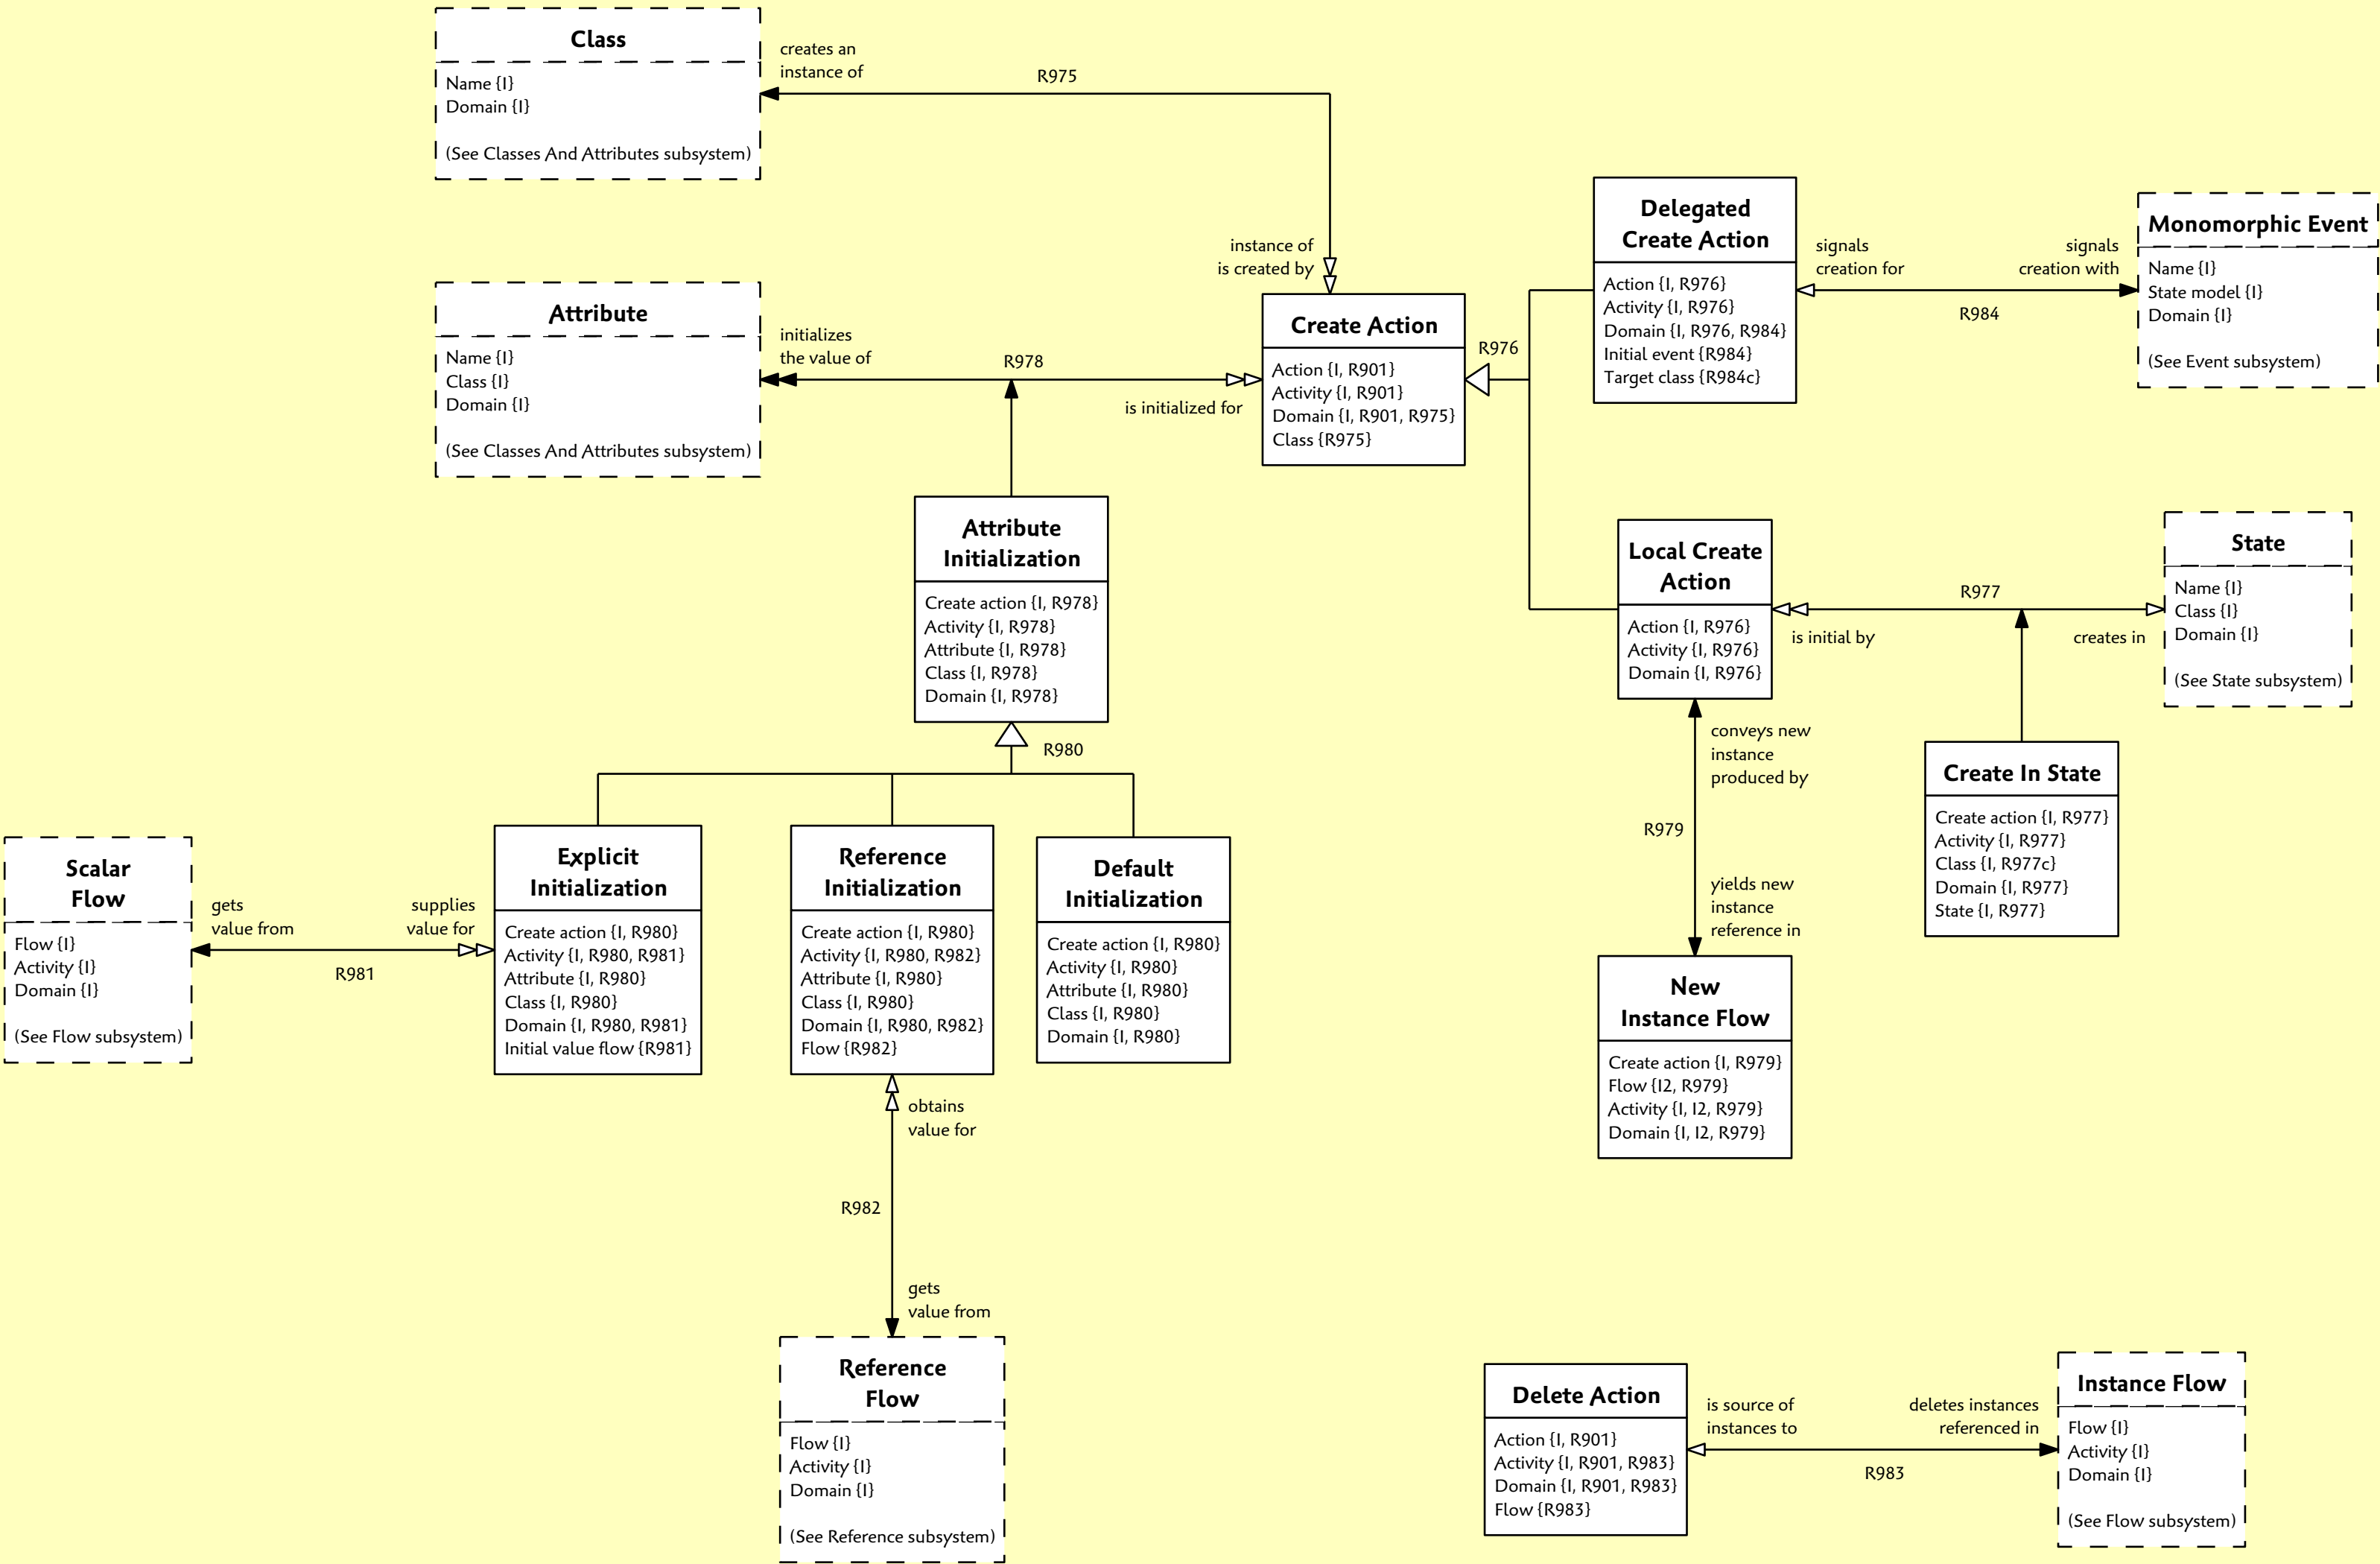 Class
Name {I}
Domain {I}
(See Classes And Attributes subsystem)
creates an
instance of
R975
instance of
is created by
Attribute
Name {I}
Class {I}
Domain {I}
(See Classes And Attributes subsystem)
initializes
the value of
R978
is initialized for
Create Action
Action {I, R901}
Activity {I, R901}
Domain {I, R901, R975}
Class {R975}
R976
Delegated
Create Action
Action {I, R976}
Activity {I, R976}
Domain {I, R976, R984}
Initial event {R984}
Target class {R984c}
signals
creation for
signals
creation with
R984
Monomorphic Event
Name {I}
State model {I}
Domain {I}
(See Event subsystem)
Attribute
Initialization
Create action {I, R978}
Activity {I, R978}
Attribute {I, R978}
Class {I, R978}
Domain {I, R978}
R980
Local Create
Action
Action {I, R976}
Activity {I, R976}
Domain {I, R976}
R977
is initial by
creates in
State
Name {I}
Class {I}
Domain {I}
(See State subsystem)
conveys new
instance
produced by
R979
yields new
instance
reference in
Create In State
Create action {I, R977}
Activity {I, R977}
Class {I, R977c}
Domain {I, R977}
State {I, R977}
Scalar
Flow
Flow {I}
Activity {I}
Domain {I}
(See Flow subsystem)
gets
value from
supplies
value for
R981
Explicit
Initialization
Create action {I, R980}
Activity {I, R980, R981}
Attribute {I, R980}
Class {I, R980}
Domain {I, R980, R981}
Initial value flow {R981}
Reference
Initialization
Create action {I, R980}
Activity {I, R980, R982}
Attribute {I, R980}
Class {I, R980}
Domain {I, R980, R982}
Flow {R982}
Default
Initialization
Create action {I, R980}
Activity {I, R980}
Attribute {I, R980}
Class {I, R980}
Domain {I, R980}
New
Instance Flow
Create action {I, R979}
Flow {I2, R979}
Activity {I, I2, R979}
Domain {I, I2, R979}
obtains
value for
R982
gets
value from
Reference
Flow
Flow {I}
Activity {I}
Domain {I}
(See Reference subsystem)
Delete Action
Action {I, R901}
Activity {I, R901, R983}
Domain {I, R901, R983}
Flow {R983}
is source of
instances to
deletes instances
referenced in
R983
Instance Flow
Flow {I}
Activity {I}
Domain {I}
(See Flow subsystem)